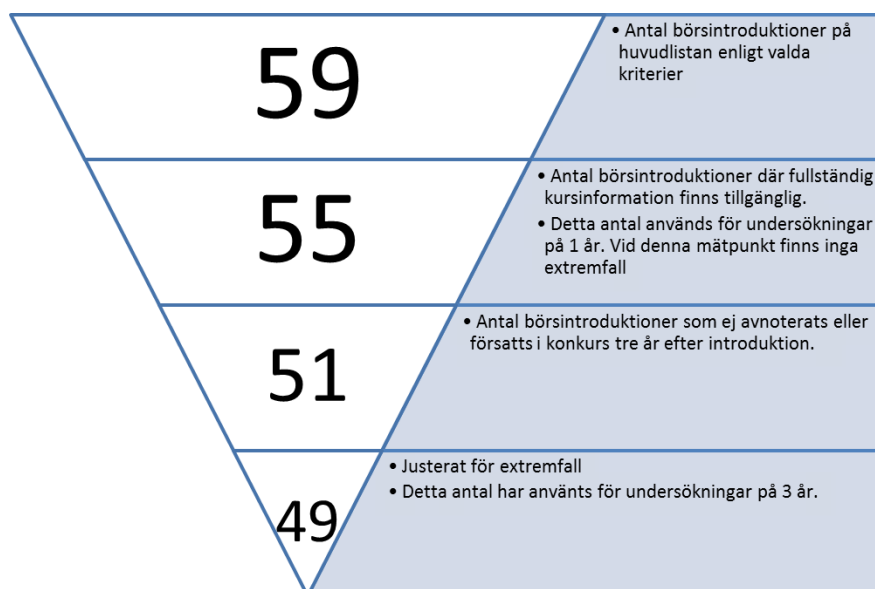 59
• Antal börsintroduktioner på
huvudlistan enligt valda
kriterier
55
• Antal börsintroduktioner där fullständig
kursinformation finns tillgänglig.
• Detta antal används för undersökningar
på 1 år. Vid denna mätpunkt finns inga
extremfall
51
• Antal börsintroduktioner som ej avnoterats eller
försatts i konkurs tre år efter introduktion.
49
• Justerat för extremfall
• Detta antal har använts för undersökningar på 3 år.